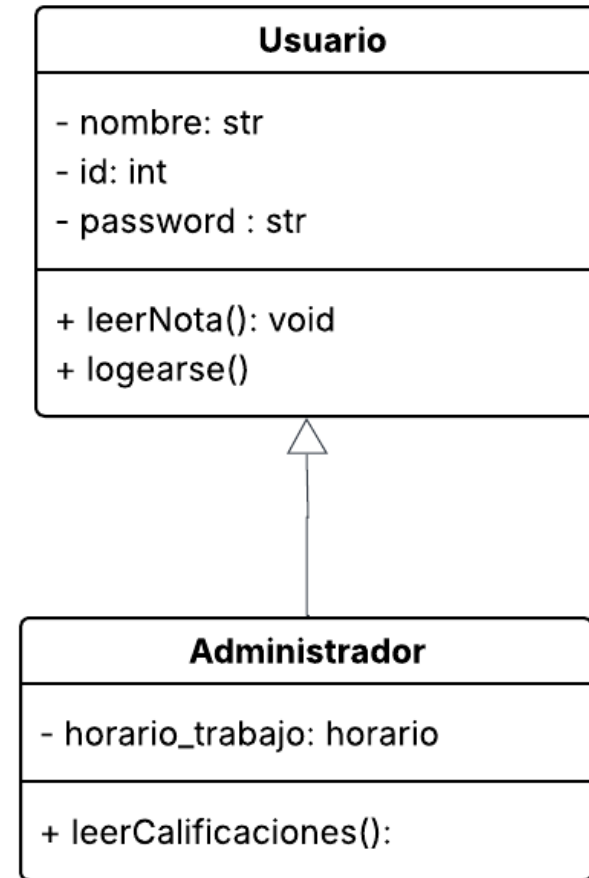 Usuario
- nombre: str
- id: int
- password : str
+ leerNota(): void
+ logearse()
Administrador
- horario_trabajo: horario
+ leerCalificaciones():